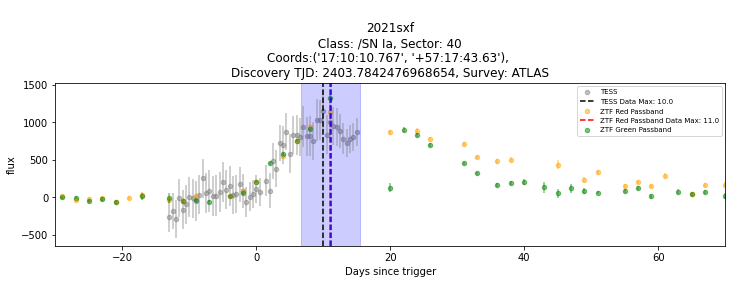 2021sxf
Class: /SN Ia, Sector: 40
Coords:('17:10:10.767', '+57:17:43.63'),
Discovery TJD: 2403.7842476968654, Survey: ATLAS
1500
1000
500
0
−500
flux
TESS
TESS Data Max: 10.0
ZTF Red Passband
ZTF Red Passband Data Max: 11.0
ZTF Green Passband
−20
0
20
40
60
Days since trigger